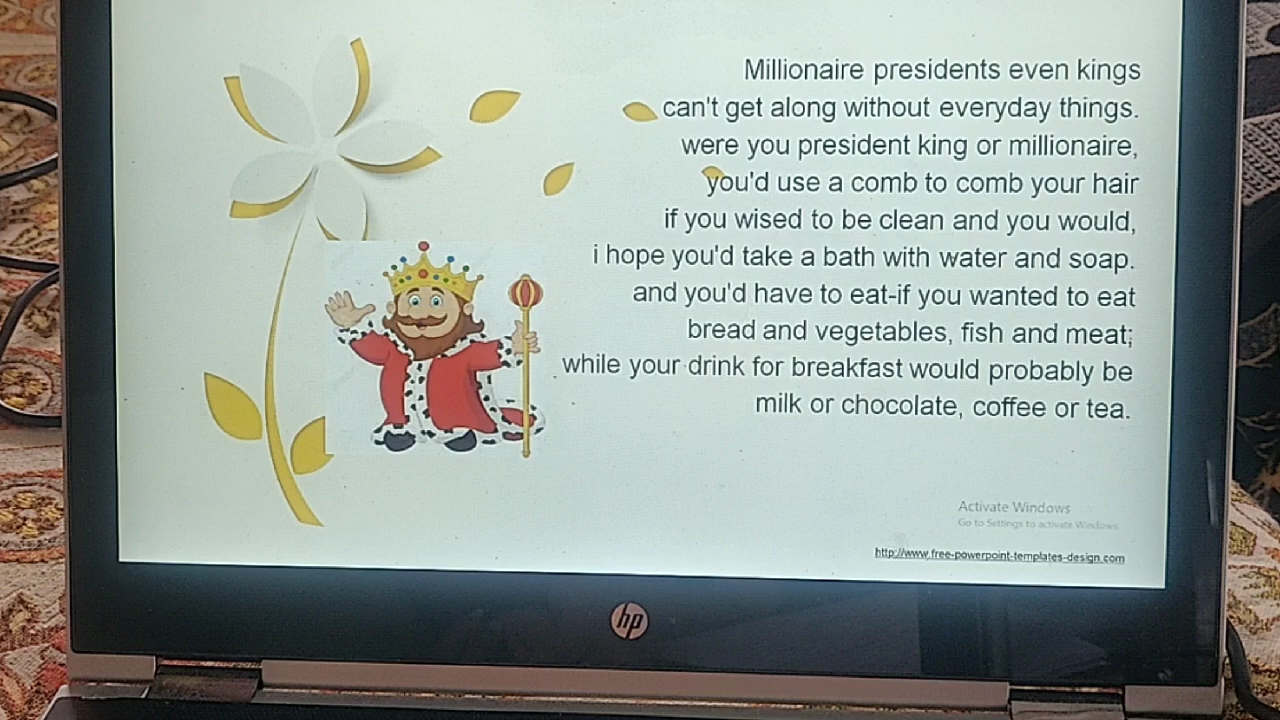 Millionaire presidents even kings
can't get along without everyday things.
were you president king or millionaire,
you'd use a comb to comb your hair
if you wised to be clean and you would,
i hope you'd take a bath with water and soap.
and you'd have to eat-if you wanted to eat
bread and vegetables, fish and meat;
while your drink for breakfast would probably be
milk or chocolate, coffee or tea.
Activate Windows
Go to Settings to activate Windows.
http://www.free-powerpoint-templates-design.com
hp